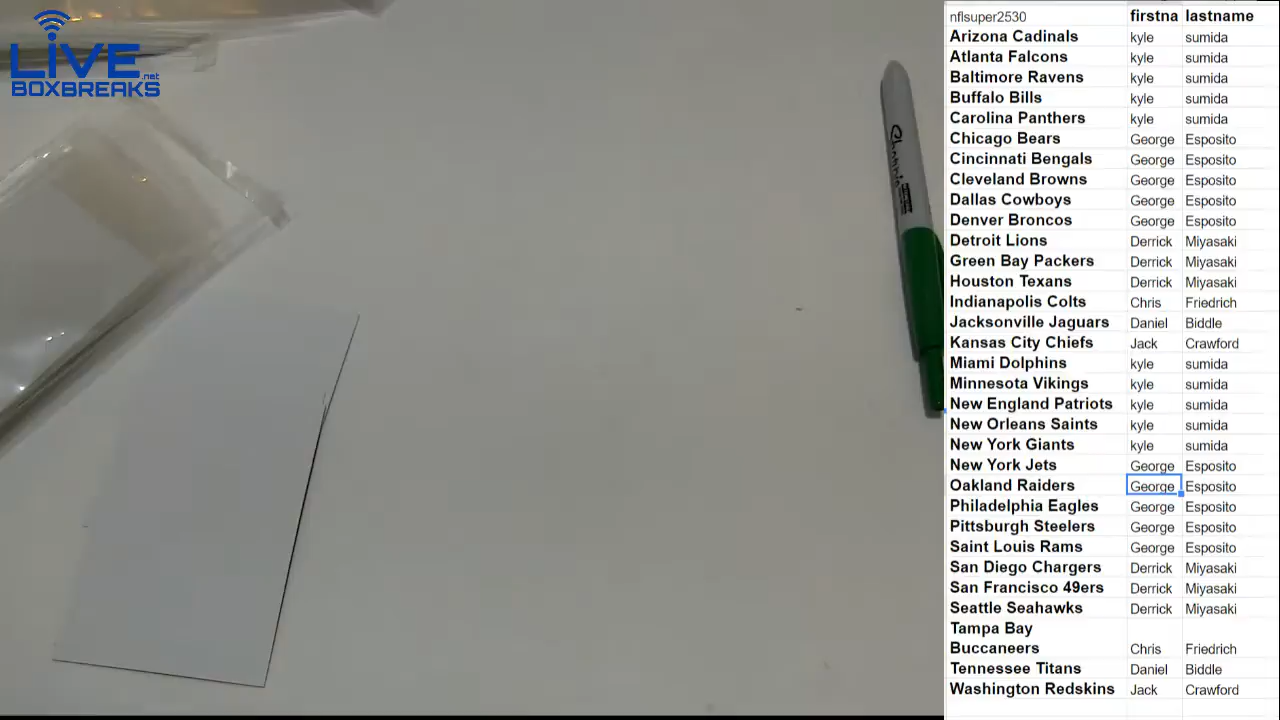 LIVE.net
BOXBREAKS
Sharpie
nflsuper2530 firstna lastname
Arizona Cadinals kyle sumida
Atlanta Falcons kyle sumida
Baltimore Ravens kyle sumida
Buffalo Bills kyle sumida
Carolina Panthers kyle sumida
Chicago Bears George Esposito
Cincinnati Bengals George Esposito
Cleveland Browns George Esposito
Dallas Cowboys George Esposito
Denver Broncos George Esposito
Detroit Lions Derrick Miyasaki
Green Bay Packers Derrick Miyasaki
Houston Texans Derrick Miyasaki
Indianapolis Colts Chris Friedrich
Jacksonville Jaguars Daniel Biddle
Kansas City Chiefs Jack Crawford
Miami Dolphins kyle sumida
Minnesota Vikings kyle sumida
New England Patriots kyle sumida
New Orleans Saints kyle sumida
New York Giants kyle sumida
New York Jets George Esposito
Oakland Raiders George Esposito
Philadelphia Eagles George Esposito
Pittsburgh Steelers George Esposito
Saint Louis Rams George Esposito
San Diego Chargers Derrick Miyasaki
San Francisco 49ers Derrick Miyasaki
Seattle Seahawks Derrick Miyasaki
Tampa Bay
Buccaneers Chris Friedrich
Tennessee Titans Daniel Biddle
Washington Redskins Jack Crawford